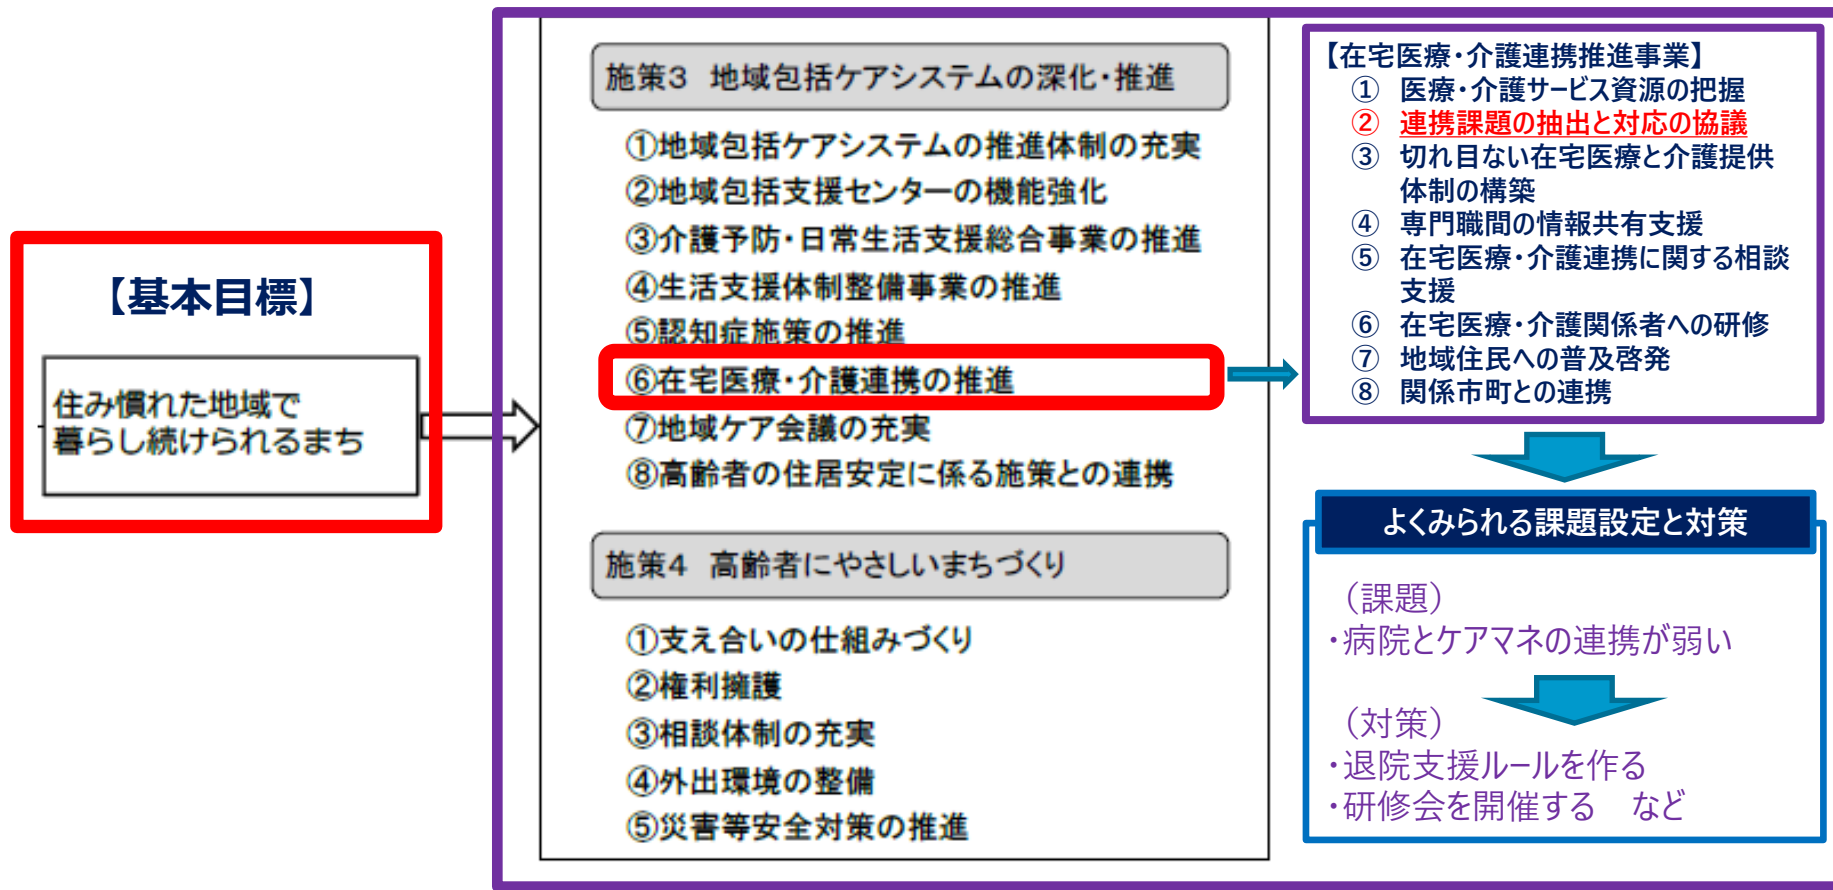 【基本目標】
住み慣れた地域で
暮らし続けられるまち
施策3 地域包括ケアシステムの深化・推進
①地域包括ケアシステムの推進体制の充実
②地域包括支援センターの機能強化
③介護予防・日常生活支援総合事業の推進
④生活支援体制整備事業の推進
⑤認知症施策の推進
⑥在宅医療・介護連携の推進
⑦地域ケア会議の充実
⑧高齢者の住居安定に係る施策との連携
施策4 高齢者にやさしいまちづくり
①支え合いの仕組みづくり
②権利擁護
③相談体制の充実
④外出環境の整備
⑤災害等安全対策の推進
【在宅医療・介護連携推進事業】
① 医療・介護サービス資源の把握
② 連携課題の抽出と対応の協議
③ 切れ目ない在宅医療と介護提供
体制の構築
④ 専門職間の情報共有支援
⑤ 在宅医療・介護連携に関する相談
支援
⑥ 在宅医療・介護関係者への研修
⑦ 地域住民への普及啓発
⑧ 関係市町との連携
よくみられる課題設定と対策
（課題）
・病院とケアマネの連携が弱い
（対策）
・退院支援ルールを作る
・研修会を開催する など